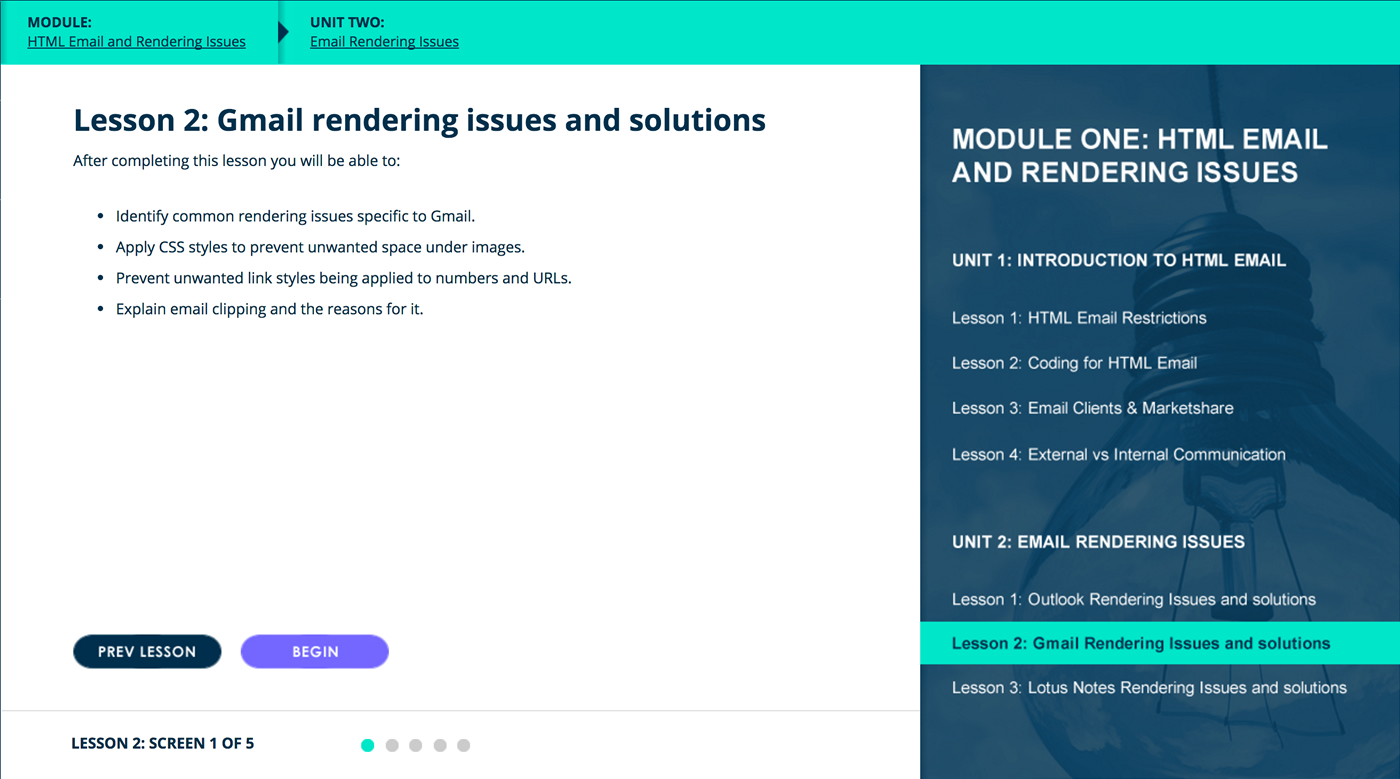 MODULE:
HTML Email and Rendering Issues
UNIT TWO:
Email Rendering Issues
Lesson 2: Gmail rendering issues and solutions
After completing this lesson you will be able to:
Identify common rendering issues specific to Gmail.
Apply CSS styles to prevent unwanted space under images.
Prevent unwanted link styles being applied to numbers and URLs.
Explain email clipping and the reasons for it.
PREV LESSON
BEGIN
LESSON 2: SCREEN 1 OF 5
MODULE ONE: HTML EMAIL
AND RENDERING ISSUES
UNIT 1: INTRODUCTION TO HTML EMAIL
Lesson 1: HTML Email Restrictions
Lesson 2: Coding for HTML Email
Lesson 3: Email Clients & Marketshare
Lesson 4: External vs Internal Communication
UNIT 2: EMAIL RENDERING ISSUES
Lesson 1: Outlook Rendering Issues and solutions
Lesson 2: Gmail Rendering Issues and solutions
Lesson 3: Lotus Notes Rendering Issues and solutions